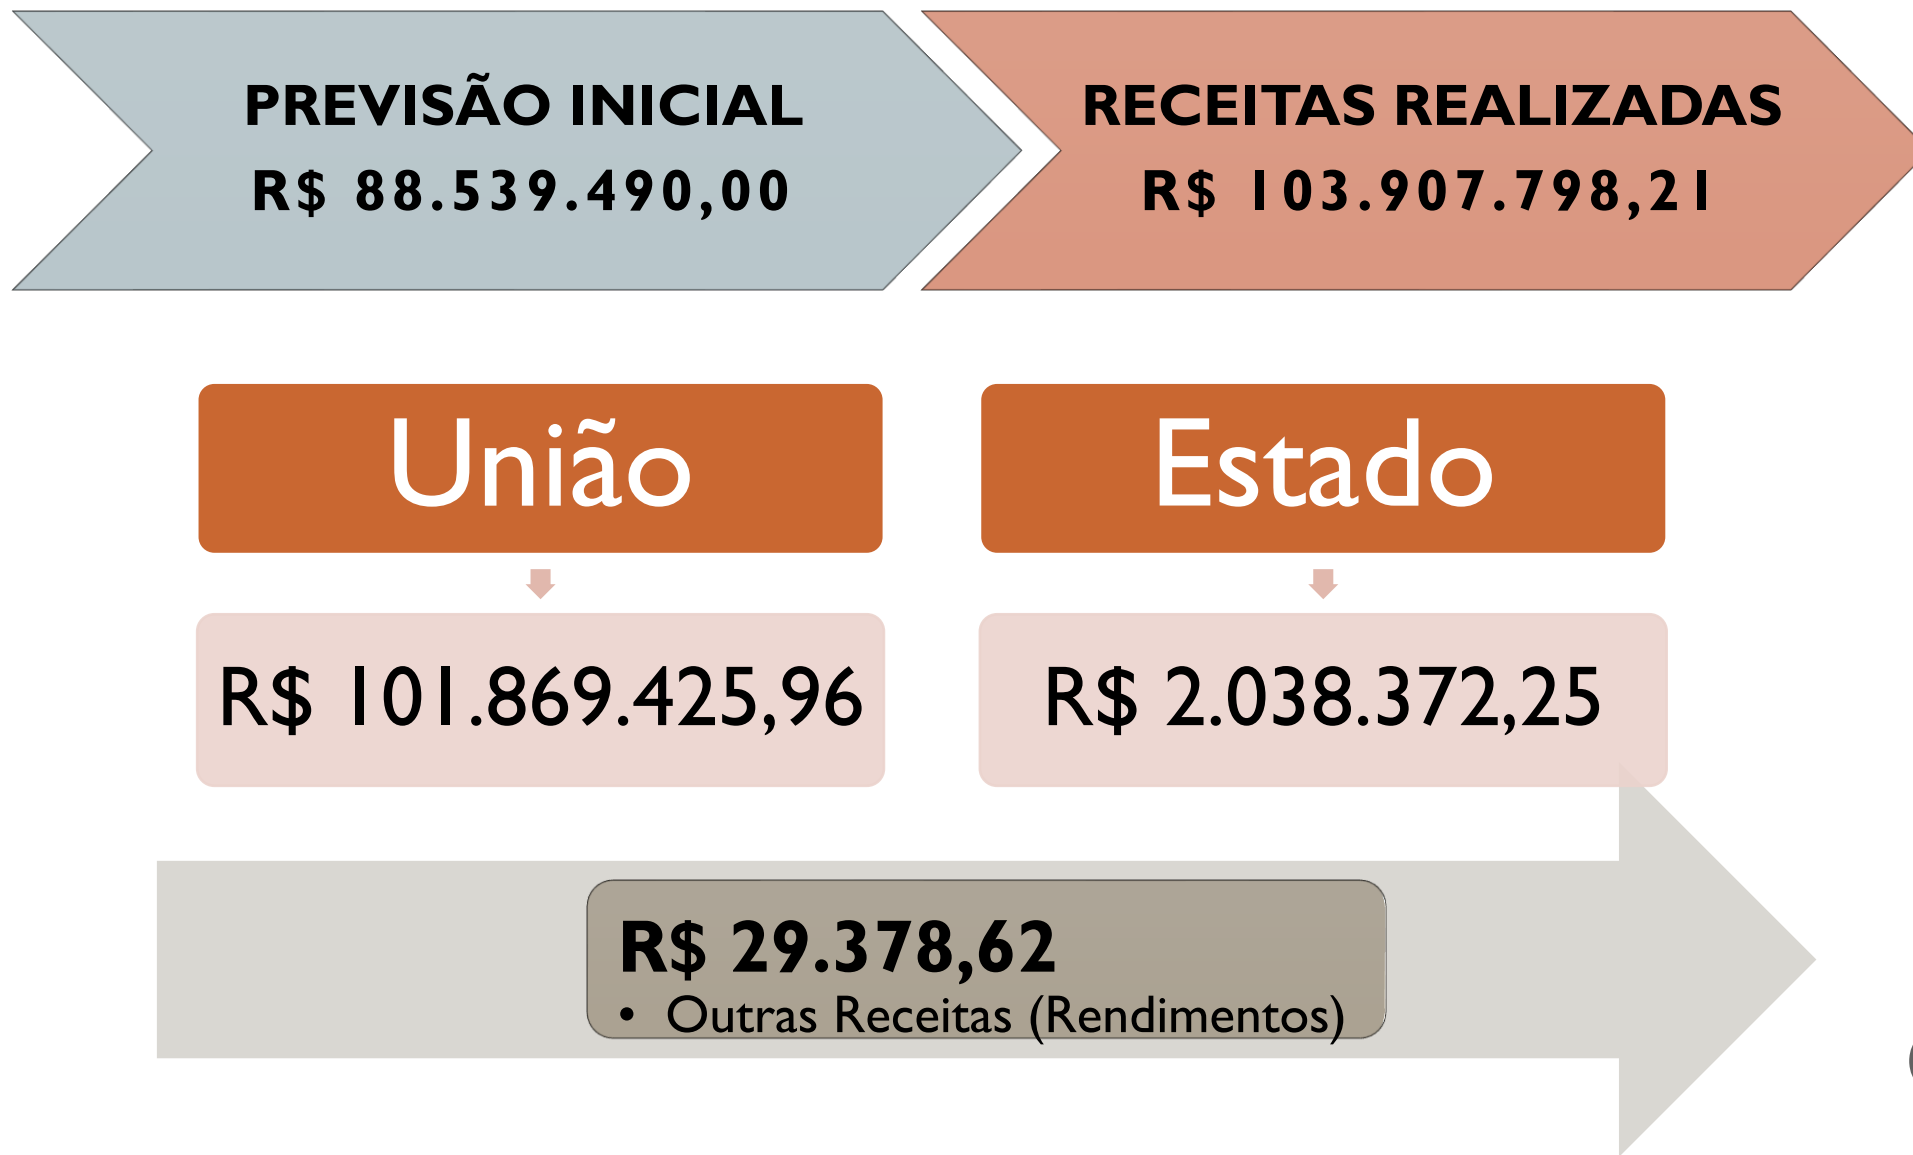 PREVISÃO INICIAL
R$ 88.539.490,00
RECEITAS REALIZADAS
R$ 103.907.798,21
União
Estado
R$ 101.869.425,96
R$ 2.038.372,25
R$ 29.378,62
• Outras Receitas (Rendimentos)